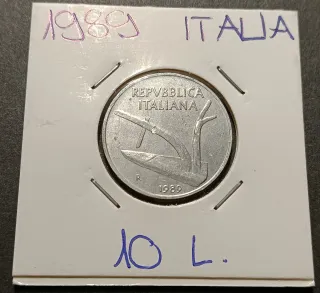 1989 ITALIA
REPVBBLICA
ITALIANA
R
1989
10 L.